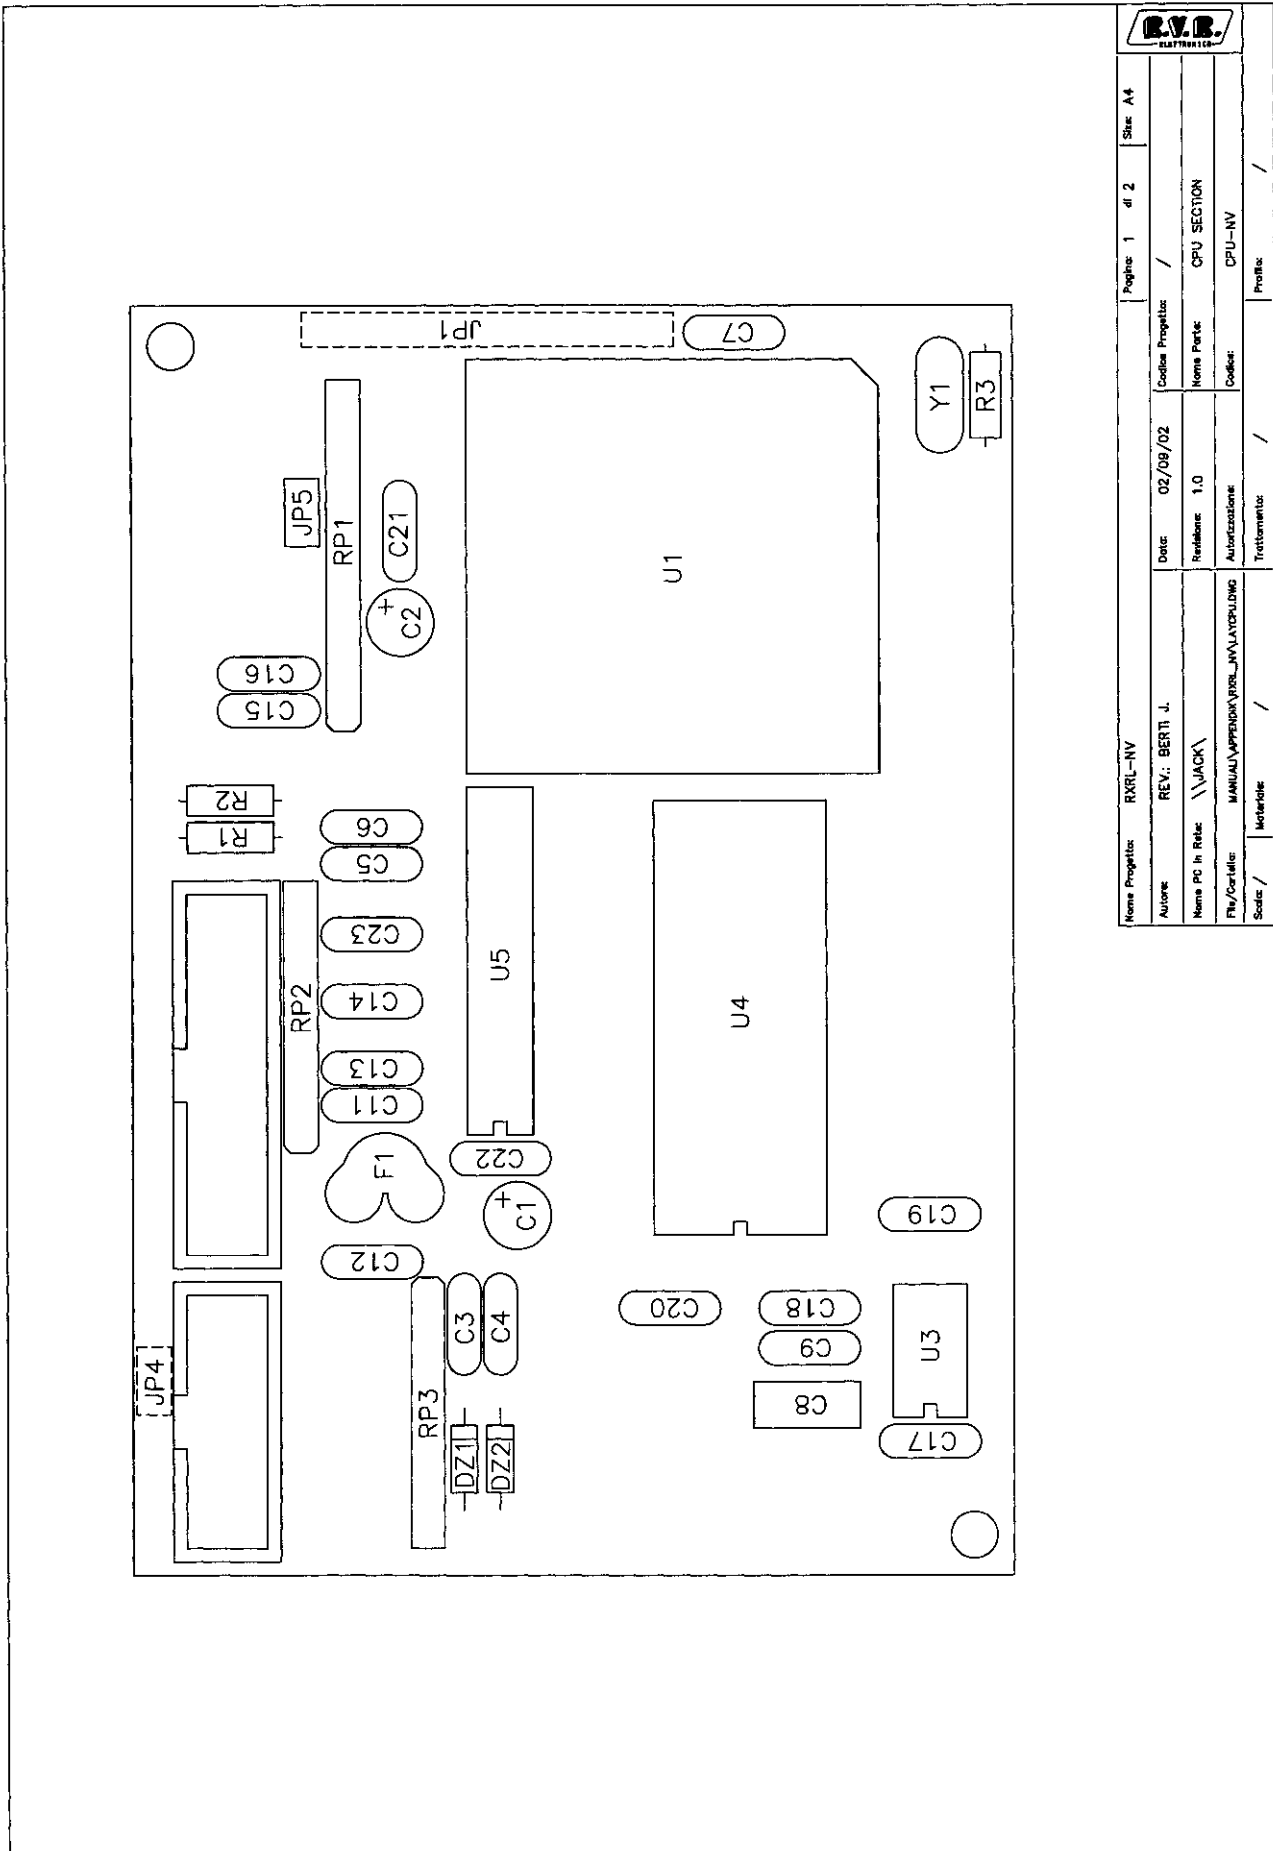 JP1
C7
Y1
R3
JP5
RP1
C21
C2
+
U1
C16
C15
R2
R1
C6
C5
C23
RP2
C14
C13
C11
U5
U4
F1
C22
+
C1
C19
C12
C3
C4
C20
C18
C9
U3
JP4
RP3
C8
DZ1
DZ2
C17
R.V.R.
ELETTRONICA
Nome Progetto: RXRL-NV
Pagina: 1 di 2
Size: A4
Autore: REV.: BERTI J.
Data: 02/09/02
Codice Progetto: /
Nome PC in Rete: \\JACK\
Revisione: 1.0
Nome Parte: CPU SECTION
File/Cartella: MANUALI\APPENDIX\RXRL_NV\LAYCPU.DWG
Autorizzazione:
Codice: CPU-NV
Scala: /
Materiale: /
Trattamento: /
Profilo: /